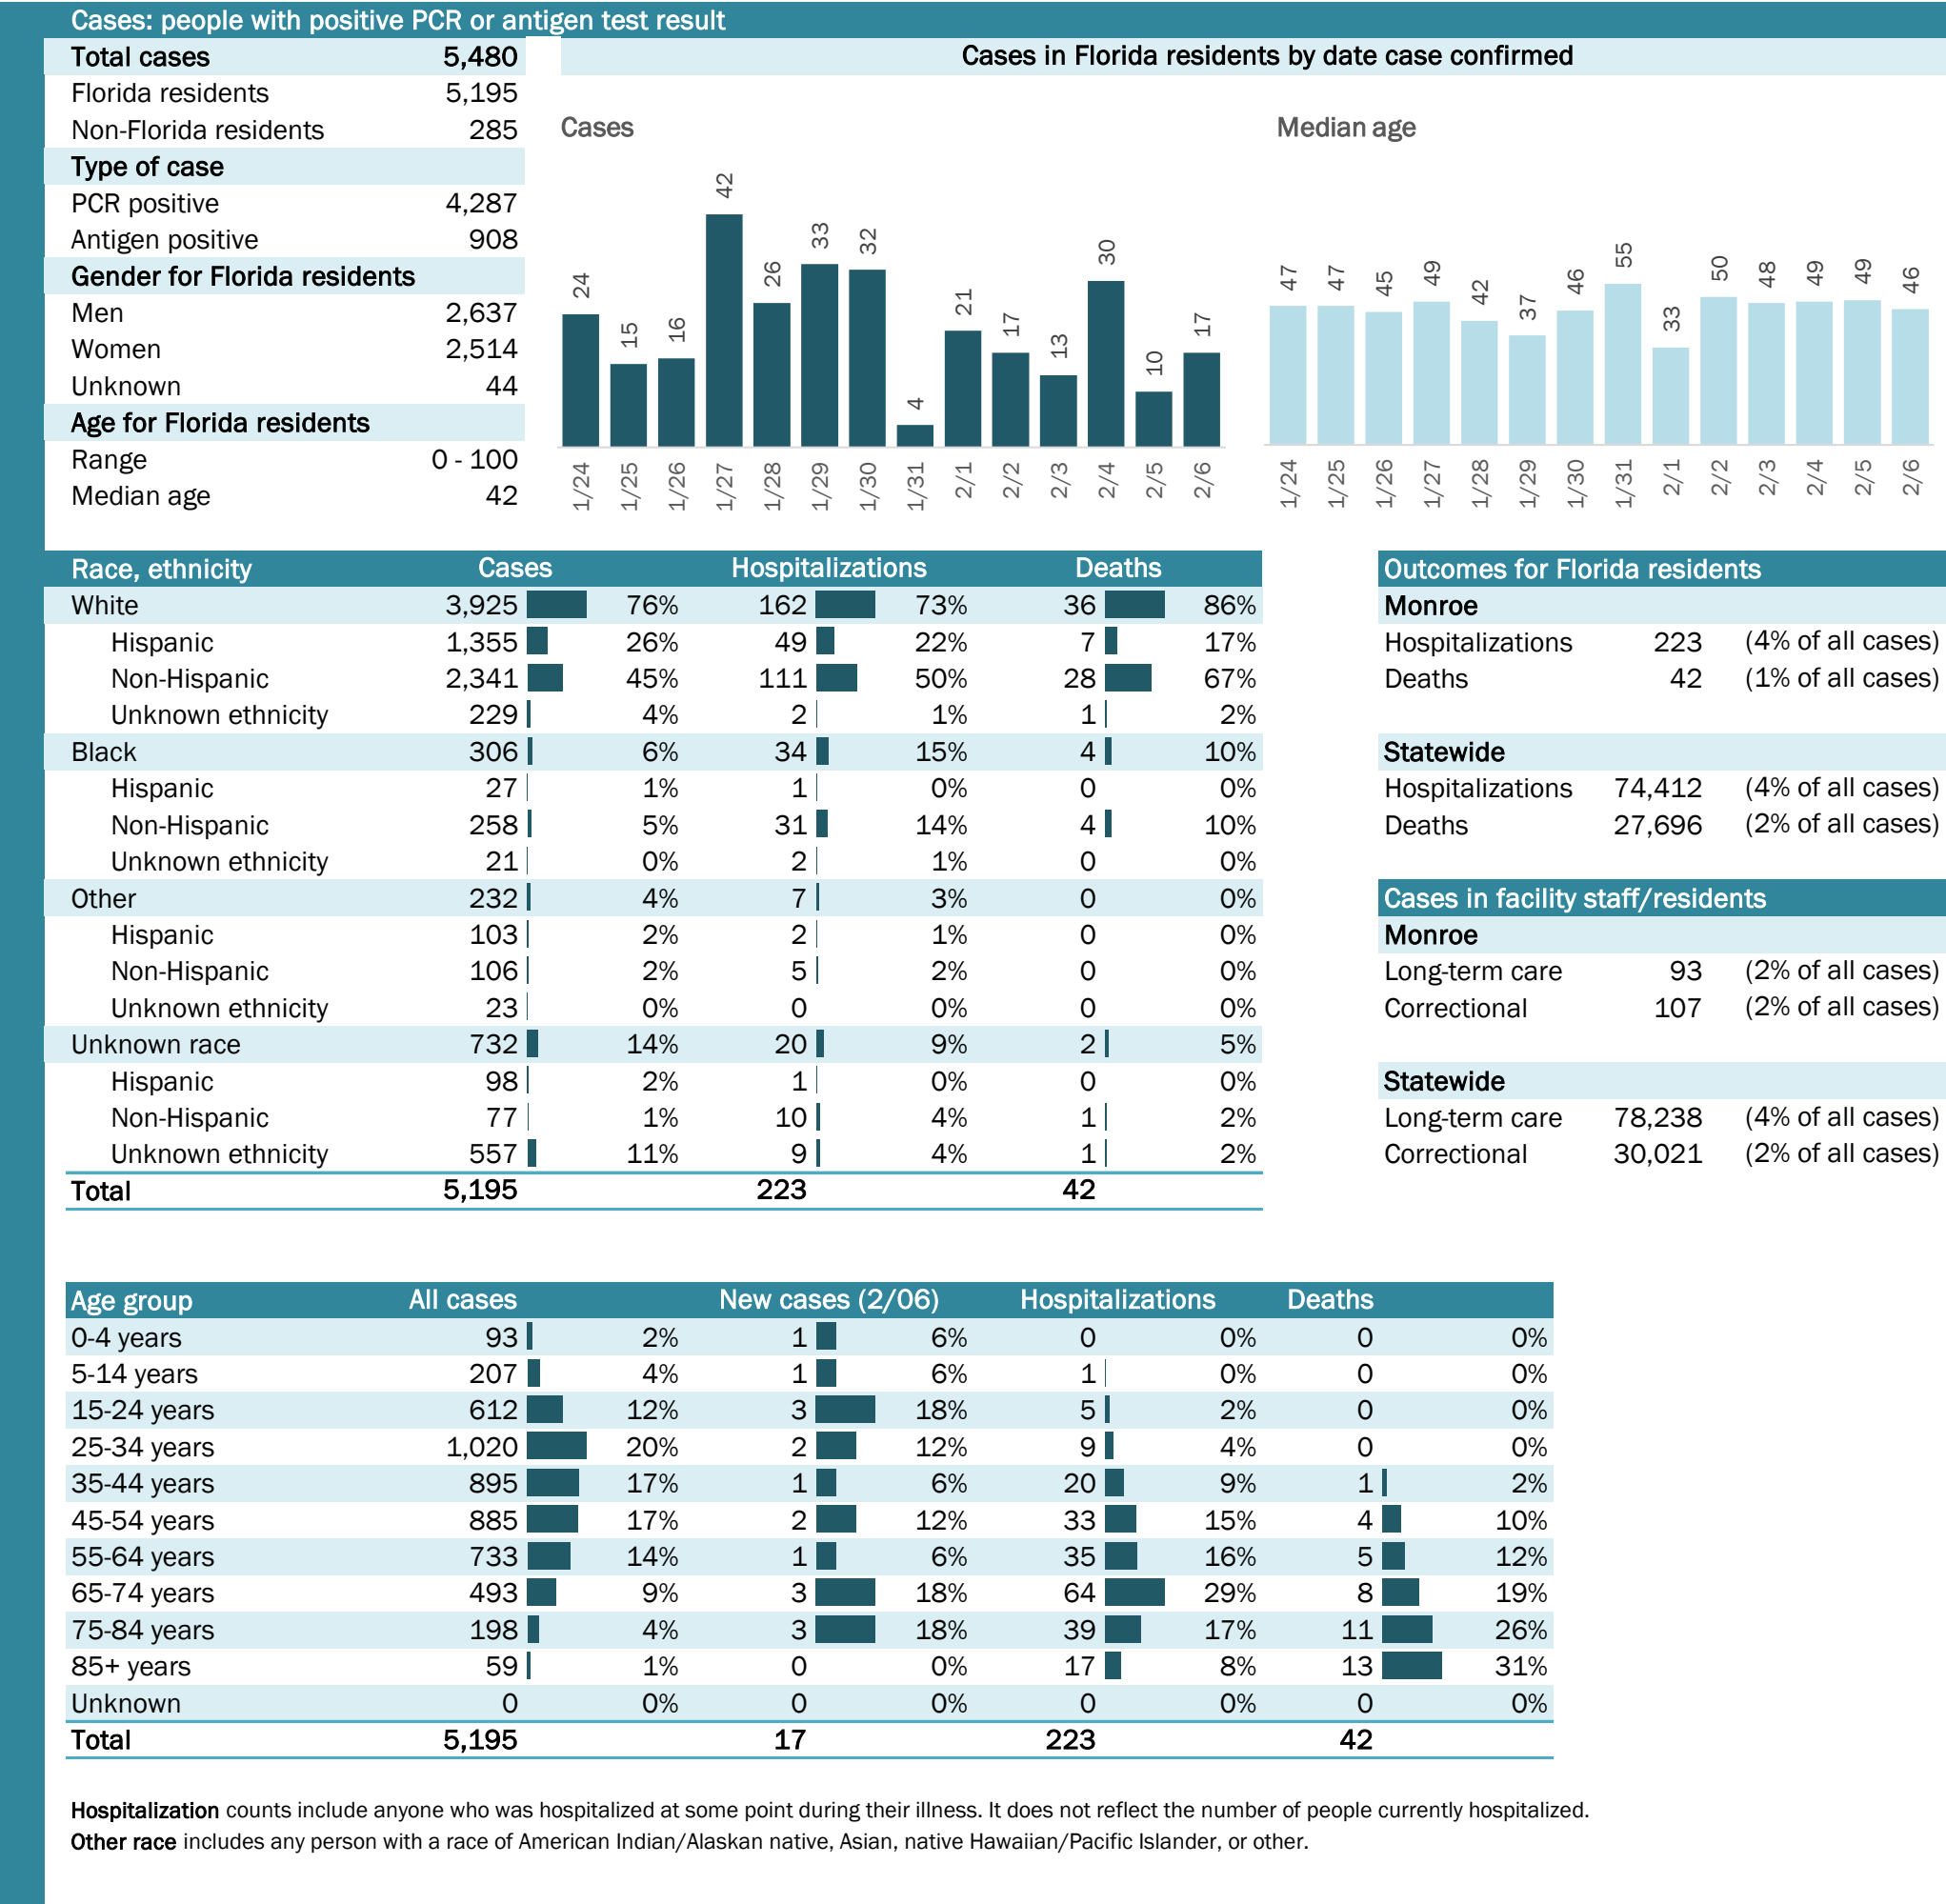 Cases: people with positive PCR or antigen test result
Total cases 5,480
Florida residents 5,195
Non-Florida residents 285
Type of case
PCR positive 4,287
Antigen positive 908
Gender for Florida residents
Men 2,637
Women 2,514
Unknown 44
Age for Florida residents
Range 0 - 100
Median age 42
Cases in Florida residents by date case confirmed
Cases
24 15 16 42 26 33 32 4 21 17 13 30 10 17
1/24 1/25 1/26 1/27 1/28 1/29 1/30 1/31 2/1 2/2 2/3 2/4 2/5 2/6
Median age
47 47 45 49 42 37 46 55 33 50 48 49 49 46
1/24 1/25 1/26 1/27 1/28 1/29 1/30 1/31 2/1 2/2 2/3 2/4 2/5 2/6
Race, ethnicity Cases Hospitalizations Deaths
White 3,925 76% 162 73% 36 86%
Hispanic 1,355 26% 49 22% 7 17%
Non-Hispanic 2,341 45% 111 50% 28 67%
Unknown ethnicity 229 4% 2 1% 1 2%
Black 306 6% 34 15% 4 10%
Hispanic 27 1% 1 0% 0 0%
Non-Hispanic 258 5% 31 14% 4 10%
Unknown ethnicity 21 0% 2 1% 0 0%
Other 232 4% 7 3% 0 0%
Hispanic 103 2% 2 1% 0 0%
Non-Hispanic 106 2% 5 2% 0 0%
Unknown ethnicity 23 0% 0 0% 0 0%
Unknown race 732 14% 20 9% 2 5%
Hispanic 98 2% 1 0% 0 0%
Non-Hispanic 77 1% 10 4% 1 2%
Unknown ethnicity 557 11% 9 4% 1 2%
Total 5,195 223 42
Outcomes for Florida residents
Monroe
Hospitalizations 223 (4% of all cases)
Deaths 42 (1% of all cases)
Statewide
Hospitalizations 74,412 (4% of all cases)
Deaths 27,696 (2% of all cases)
Cases in facility staff/residents
Monroe
Long-term care 93 (2% of all cases)
Correctional 107 (2% of all cases)
Statewide
Long-term care 78,238 (4% of all cases)
Correctional 30,021 (2% of all cases)
Age group All cases New cases (2/06) Hospitalizations Deaths
0-4 years 93 2% 1 6% 0 0% 0 0%
5-14 years 207 4% 1 6% 1 0% 0 0%
15-24 years 612 12% 3 18% 5 2% 0 0%
25-34 years 1,020 20% 2 12% 9 4% 0 0%
35-44 years 895 17% 1 6% 20 9% 1 2%
45-54 years 885 17% 2 12% 33 15% 4 10%
55-64 years 733 14% 1 6% 35 16% 5 12%
65-74 years 493 9% 3 18% 64 29% 8 19%
75-84 years 198 4% 3 18% 39 17% 11 26%
85+ years 59 1% 0 0% 17 8% 13 31%
Unknown 0 0% 0 0% 0 0% 0 0%
Total 5,195 17 223 42
Hospitalization counts include anyone who was hospitalized at some point during their illness. It does not reflect the number of people currently hospitalized.
Other race includes any person with a race of American Indian/Alaskan native, Asian, native Hawaiian/Pacific Islander, or other.